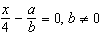 x/4 − a/b = 0, b ≠ 0